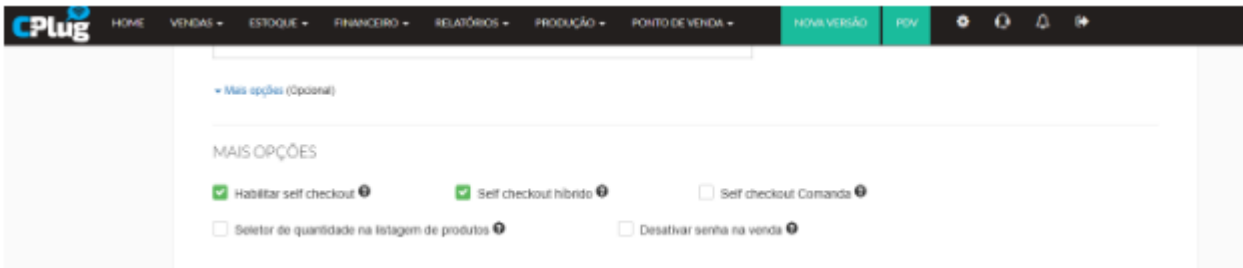 CPlug HOME VENDAS ESTOQUE FINANCEIRO RELATÓRIOS PRODUÇÃO PONTO DE VENDA NOVA VERSÃO PDV
Mais opções (Opcional)
MAIS OPÇÕES
Habilitar self checkout Self checkout híbrido Self checkout Comanda
Seletor de quantidade na listagem de produtos Desativar senha na venda